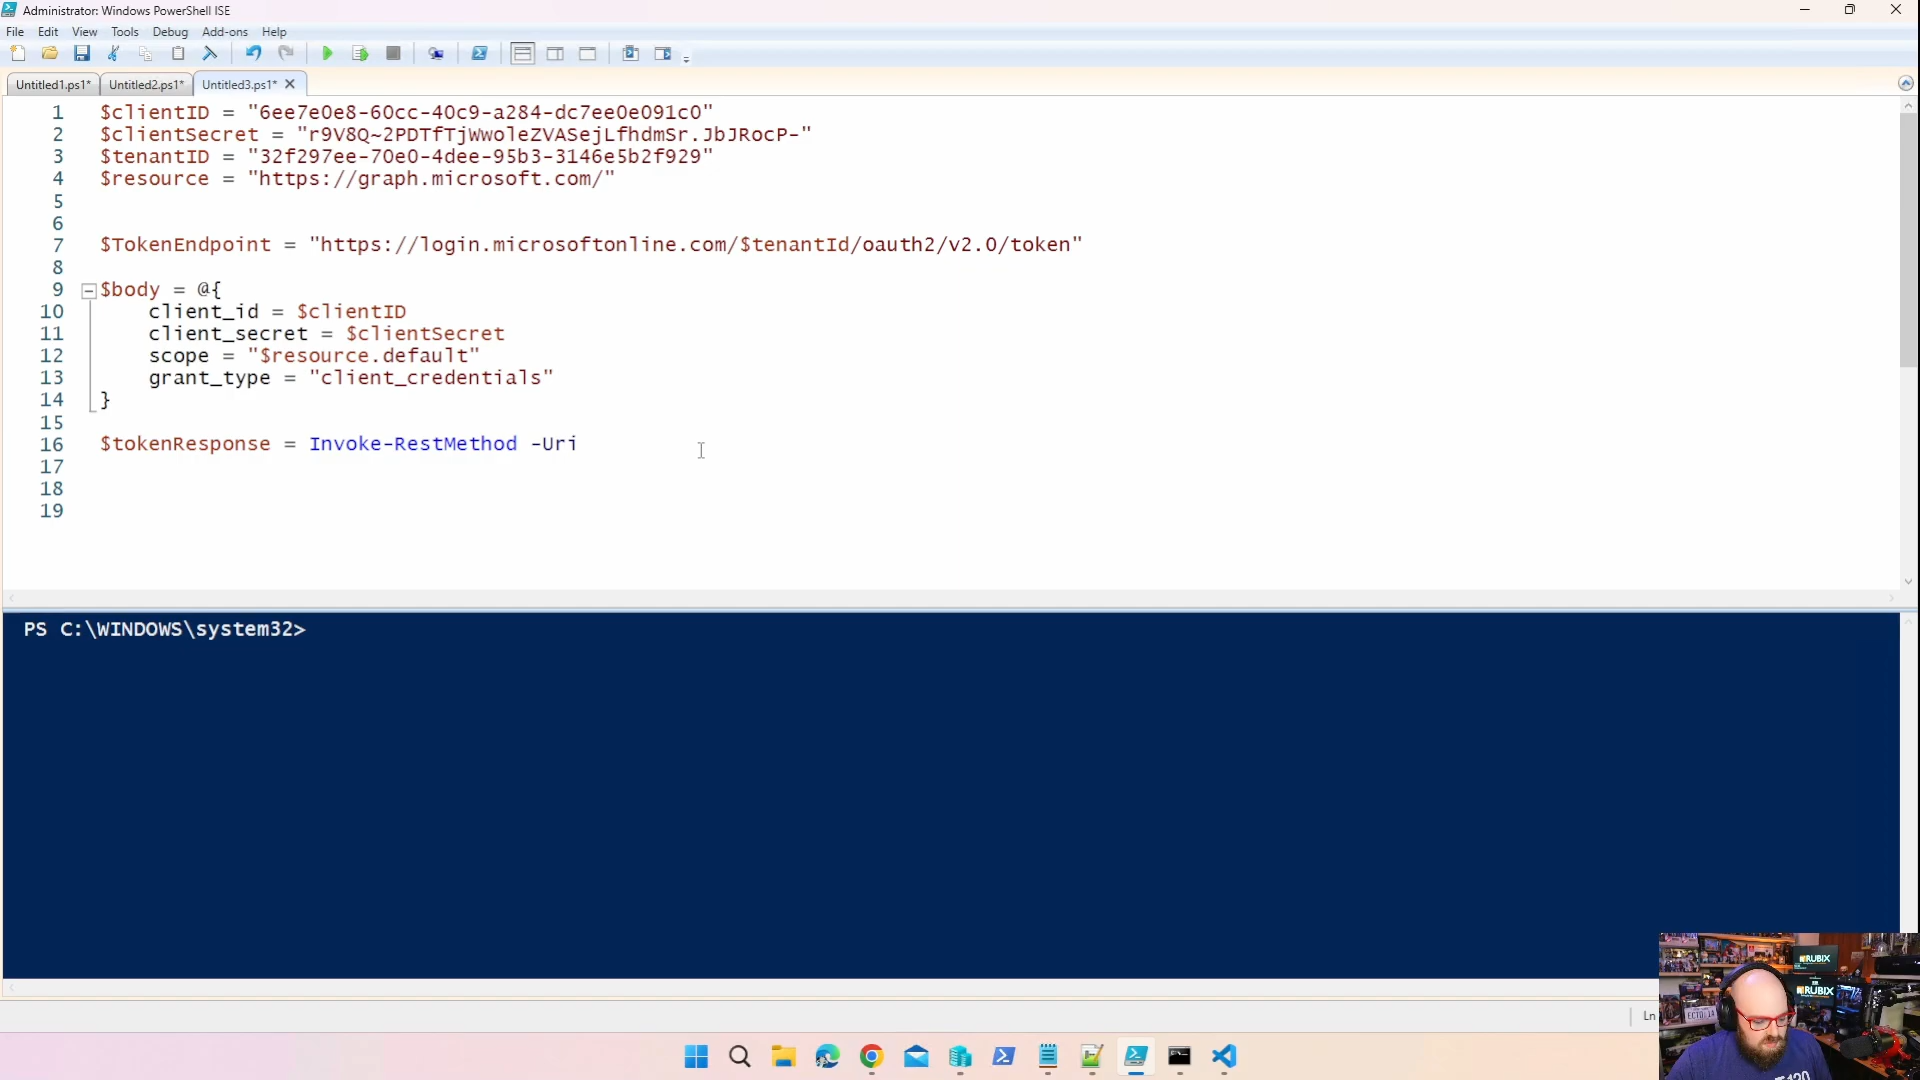 Administrator: Windows PowerShell ISE
File Edit View Tools Debug Add-ons Help
Untitled1.ps1* Untitled2.ps1* Untitled3.ps1*
1 $clientID = "6ee7e0e8-60cc-40c9-a284-dc7ee0e091c0"
2 $clientSecret = "r9V8Q~2PDTfTjWwoleZVASejLfhdmSr.JbJRocP-"
3 $tenantID = "32f297ee-70e0-4dee-95b3-3146e5b2f929"
4 $resource = "https://graph.microsoft.com/"
5
6
7 $TokenEndpoint = "https://login.microsoftonline.com/$tenantId/oauth2/v2.0/token"
8
9 $body = @{
10 client_id = $clientID
11 client_secret = $clientSecret
12 scope = "$resource.default"
13 grant_type = "client_credentials"
14 }
15
16 $tokenResponse = Invoke-RestMethod -Uri
17
18
19
PS C:\WINDOWS\system32>
Ln
RUBIX
RUBIX